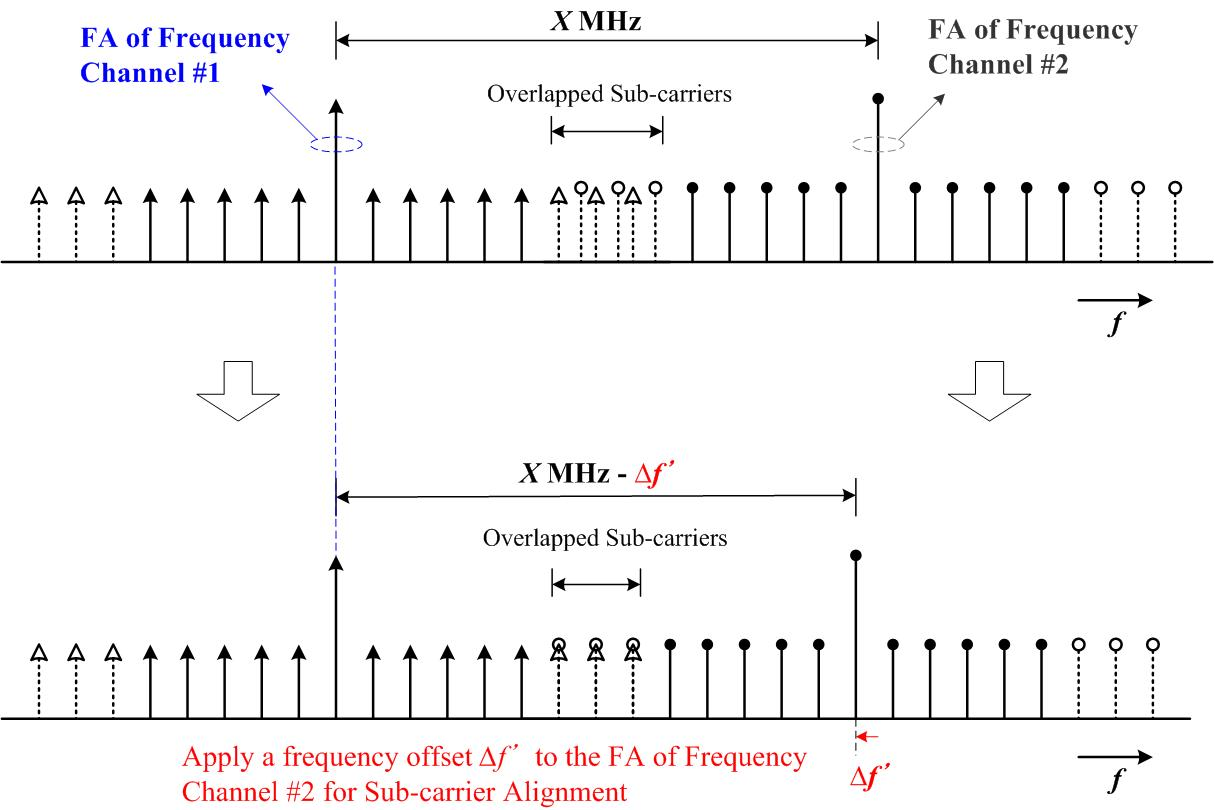 X MHz
FA of Frequency
Channel #1
FA of Frequency
Channel #2
Overlapped Sub-carriers
f
X MHz - Δf’
Overlapped Sub-carriers
Apply a frequency offset Δf’ to the FA of Frequency
Channel #2 for Sub-carrier Alignment
Δf’
f